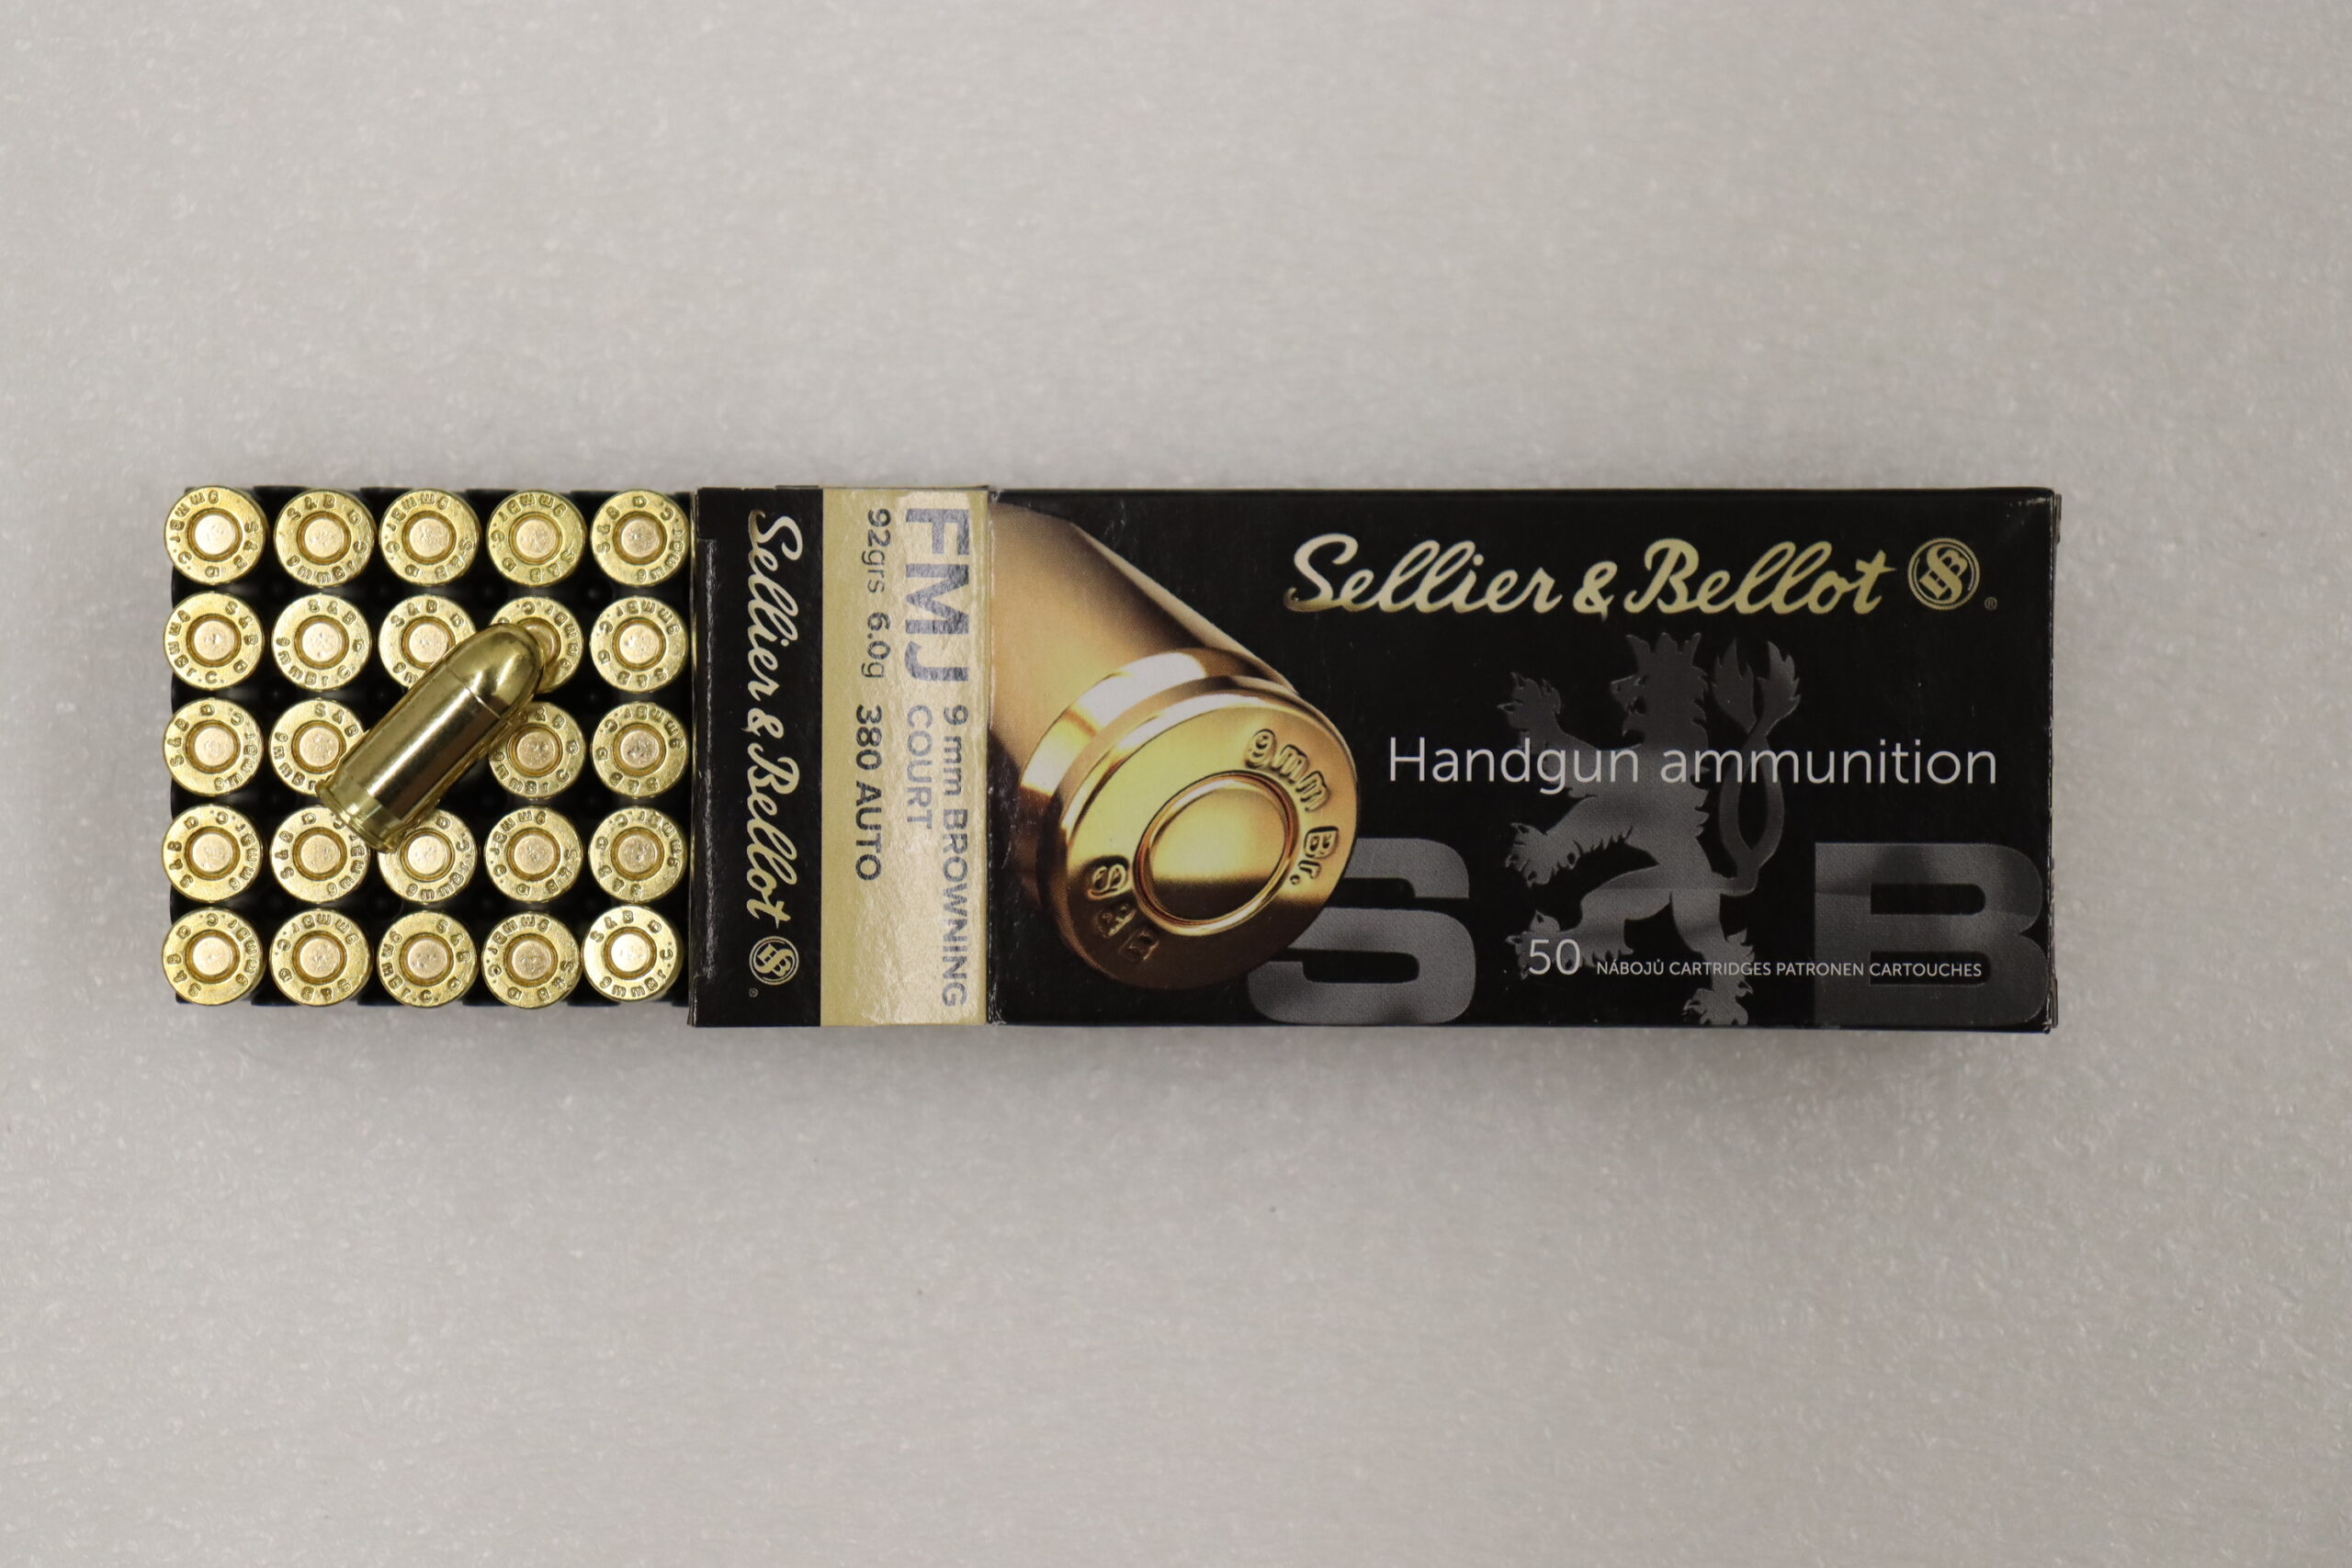 Sellier & Bellot
FMJ 9 mm BROWNING
COURT
92grs 6.0g 380 AUTO
Sellier & Bellot
®
Handgun ammunition
S B
50 NÁBOJŮ CARTRIDGES PATRONEN CARTOUCHES
9mm Br.
S&B